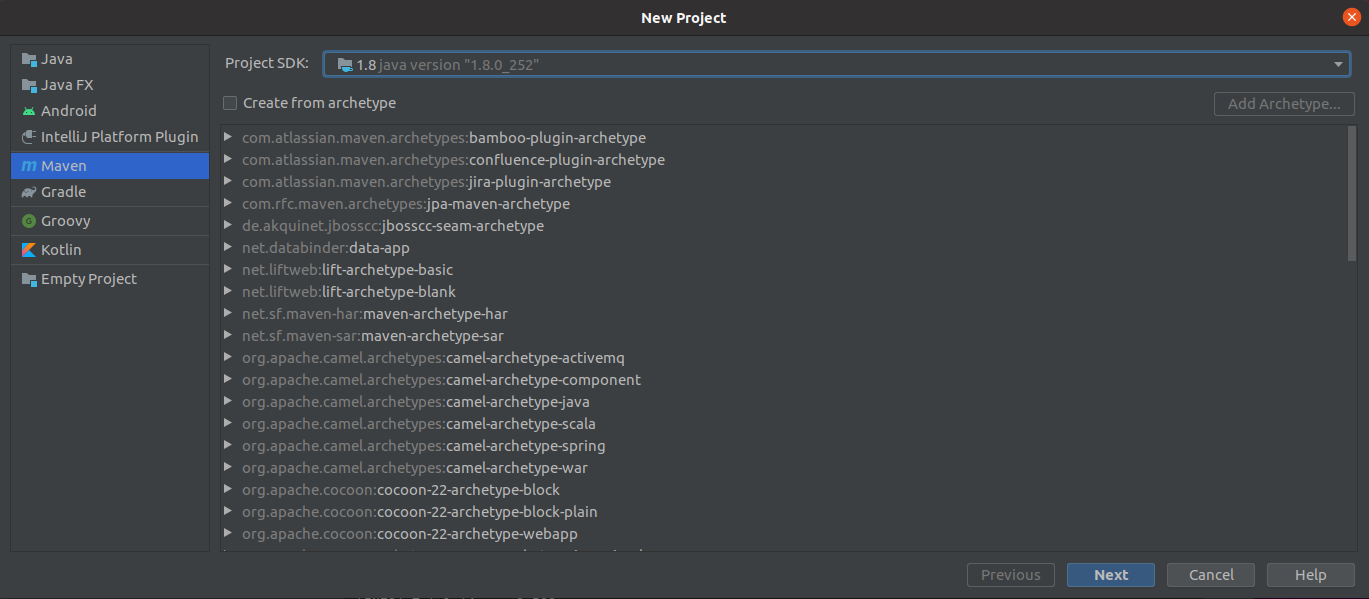 New Project
Java
Java FX
Android
IntelliJ Platform Plugin
Maven
Gradle
Groovy
Kotlin
Empty Project
Project SDK: 1.8 java version "1.8.0_252"
Create from archetype
Add Archetype...
com.atlassian.maven.archetypes:bamboo-plugin-archetype
com.atlassian.maven.archetypes:confluence-plugin-archetype
com.atlassian.maven.archetypes:jira-plugin-archetype
com.rfc.maven.archetypes:jpa-maven-archetype
de.akquinet.jbosscc:jbosscc-seam-archetype
net.databinder:data-app
net.liftweb:lift-archetype-basic
net.liftweb:lift-archetype-blank
net.sf.maven-har:maven-archetype-har
net.sf.maven-sar:maven-archetype-sar
org.apache.camel.archetypes:camel-archetype-activemq
org.apache.camel.archetypes:camel-archetype-component
org.apache.camel.archetypes:camel-archetype-java
org.apache.camel.archetypes:camel-archetype-scala
org.apache.camel.archetypes:camel-archetype-spring
org.apache.camel.archetypes:camel-archetype-war
org.apache.cocoon:cocoon-22-archetype-block
org.apache.cocoon:cocoon-22-archetype-block-plain
org.apache.cocoon:cocoon-22-archetype-webapp
Previous
Next
Cancel
Help